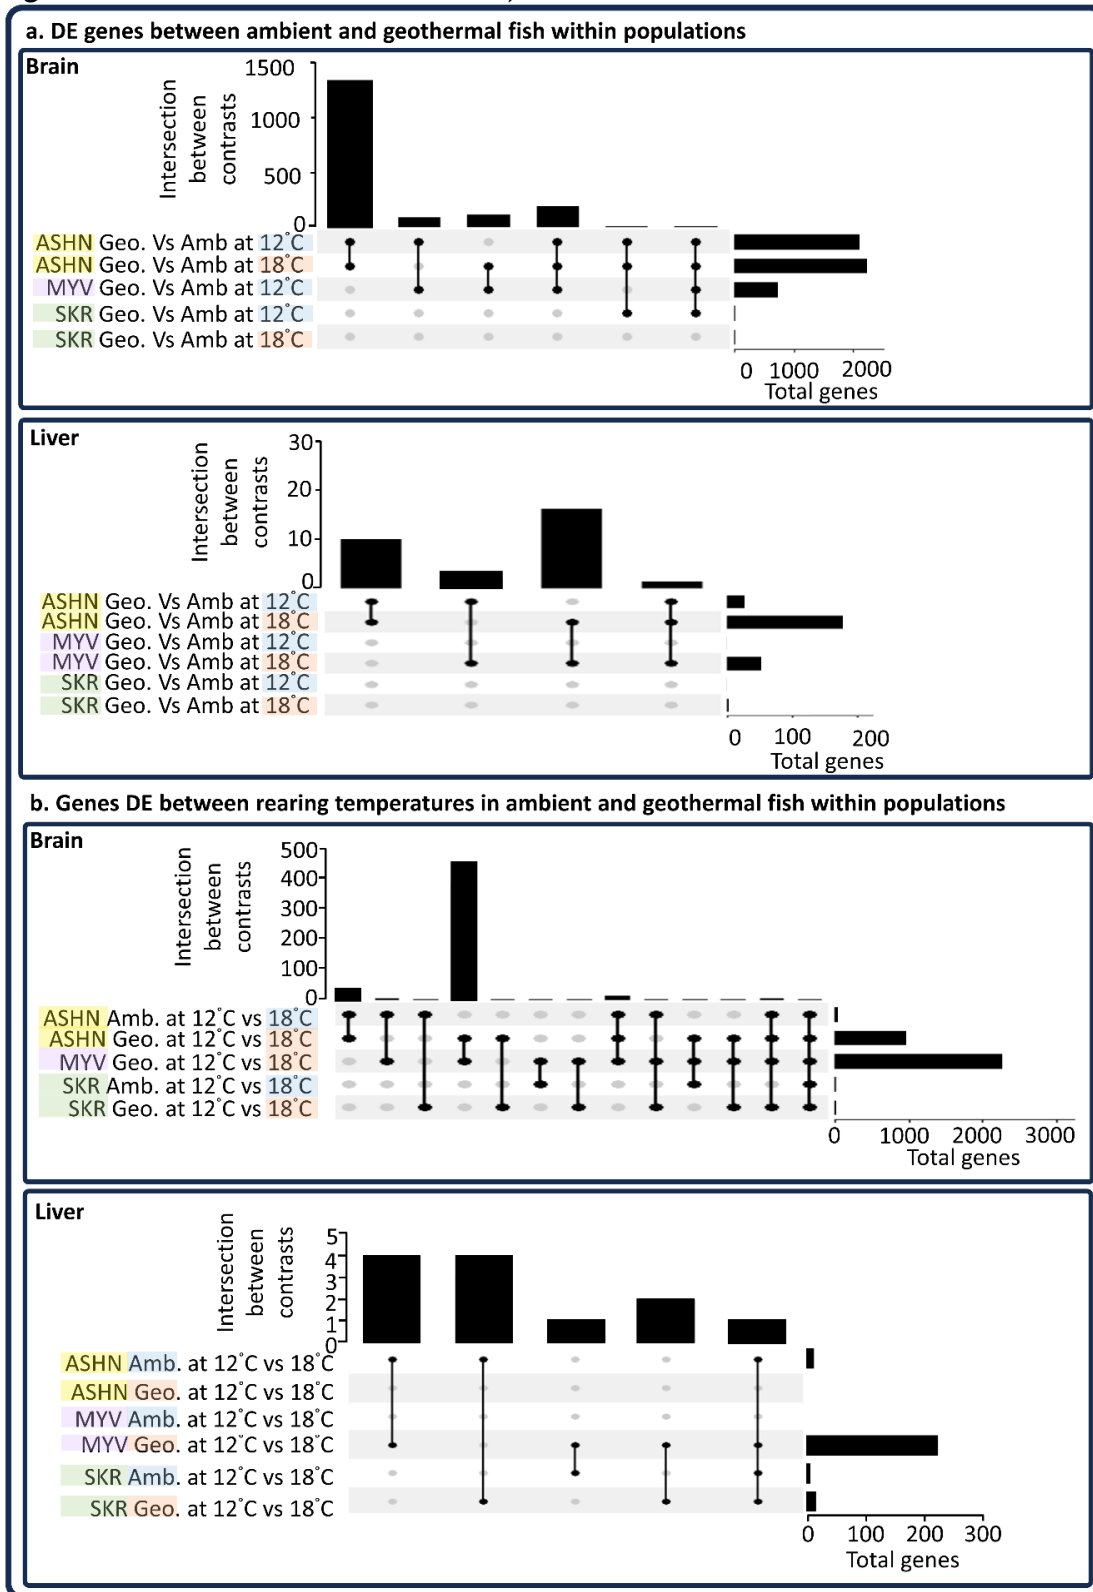 a. DE genes between ambient and geothermal fish within populations
Brain
Intersection
between
contrasts
1500
1000
500
0
ASHN Geo. Vs Amb at 12°C
ASHN Geo. Vs Amb at 18°C
MYV Geo. Vs Amb at 12°C
SKR Geo. Vs Amb at 12°C
SKR Geo. Vs Amb at 18°C
0 1000 2000
Total genes
Liver
Intersection
between
contrasts
30
20
10
0
ASHN Geo. Vs Amb at 12°C
ASHN Geo. Vs Amb at 18°C
MYV Geo. Vs Amb at 12°C
MYV Geo. Vs Amb at 18°C
SKR Geo. Vs Amb at 12°C
SKR Geo. Vs Amb at 18°C
0 100 200
Total genes
b. Genes DE between rearing temperatures in ambient and geothermal fish within populations
Brain
Intersection
between
contrasts
500
400
300
200
100
0
ASHN Amb. at 12°C vs 18°C
ASHN Geo. at 12°C vs 18°C
MYV Geo. at 12°C vs 18°C
SKR Amb. at 12°C vs 18°C
SKR Geo. at 12°C vs 18°C
0 1000 2000 3000
Total genes
Liver
Intersection
between
contrasts
5
4
3
2
1
0
ASHN Amb. at 12°C vs 18°C
ASHN Geo. at 12°C vs 18°C
MYV Amb. at 12°C vs 18°C
MYV Geo. at 12°C vs 18°C
SKR Amb. at 12°C vs 18°C
SKR Geo. at 12°C vs 18°C
0 100 200 300
Total genes